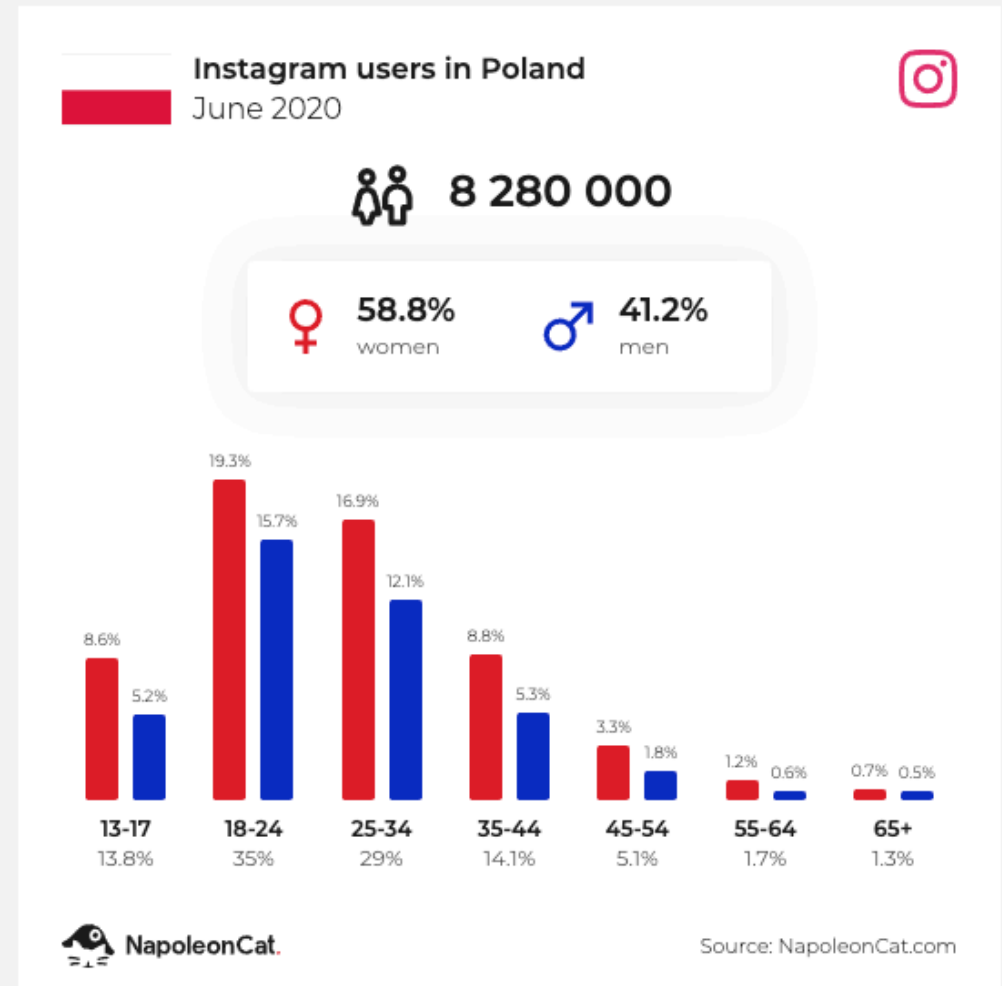 Instagram users in Poland
June 2020
8 280 000
58.8%
women
41.2%
men
19.3%
16.9%
15.7%
12.1%
8.6%
8.8%
5.2%
5.3%
3.3%
1.8%
1.2%
0.6%
0.7%
0.5%
13-17 18-24 25-34 35-44 45-54 55-64 65+
13.8% 35% 29% 14.1% 5.1% 1.7% 1.3%
NapoleonCat.
Source: NapoleonCat.com